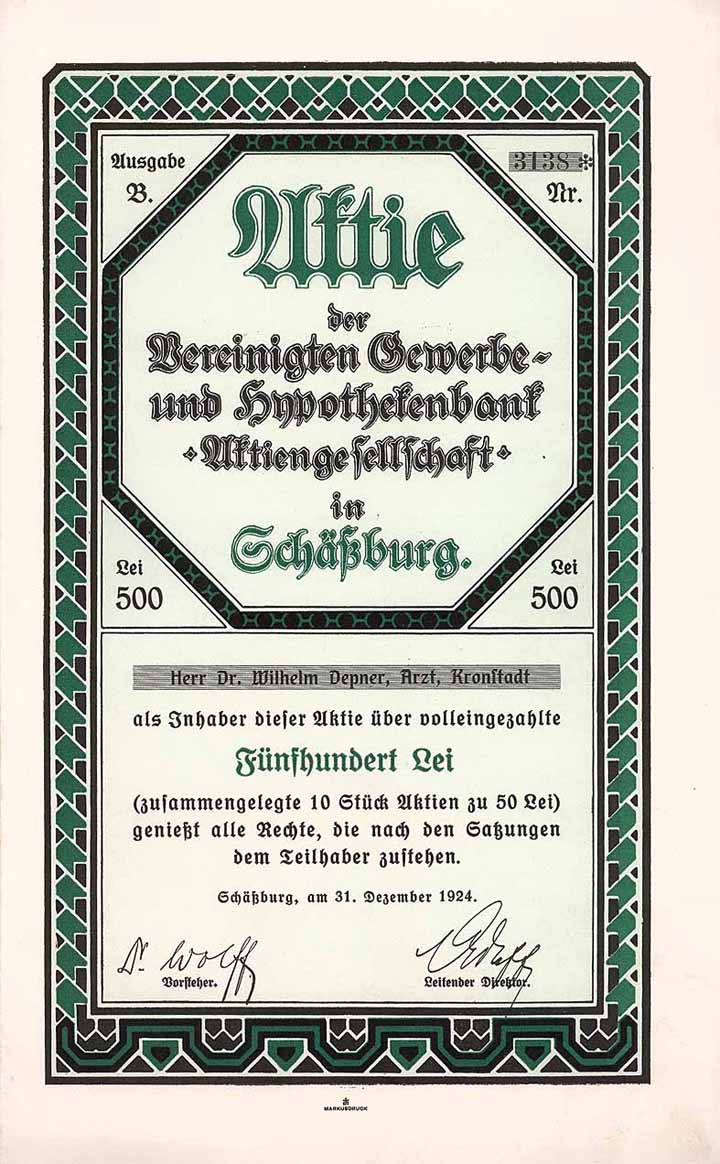 Ausgabe
B.
3138 *
Nr.
Aktie
der
Vereinigten Gewerbe-
und Hypothekenbank
Aktiengesellschaft
in
Schäßburg.
Lei
500
Lei
500
Herr Dr. Wilhelm Depner, Arzt, Kronstadt
als Inhaber dieser Aktie über volleingezahlte
Fünfhundert Lei
(zusammengelegte 10 Stück Aktien zu 50 Lei)
genießt alle Rechte, die nach den Satzungen
dem Teilhaber zustehen.
Schäßburg, am 31. Dezember 1924.
Dr. Wolff
Vorsteher.
Leitender Direktor.
MARKUSDRUCK